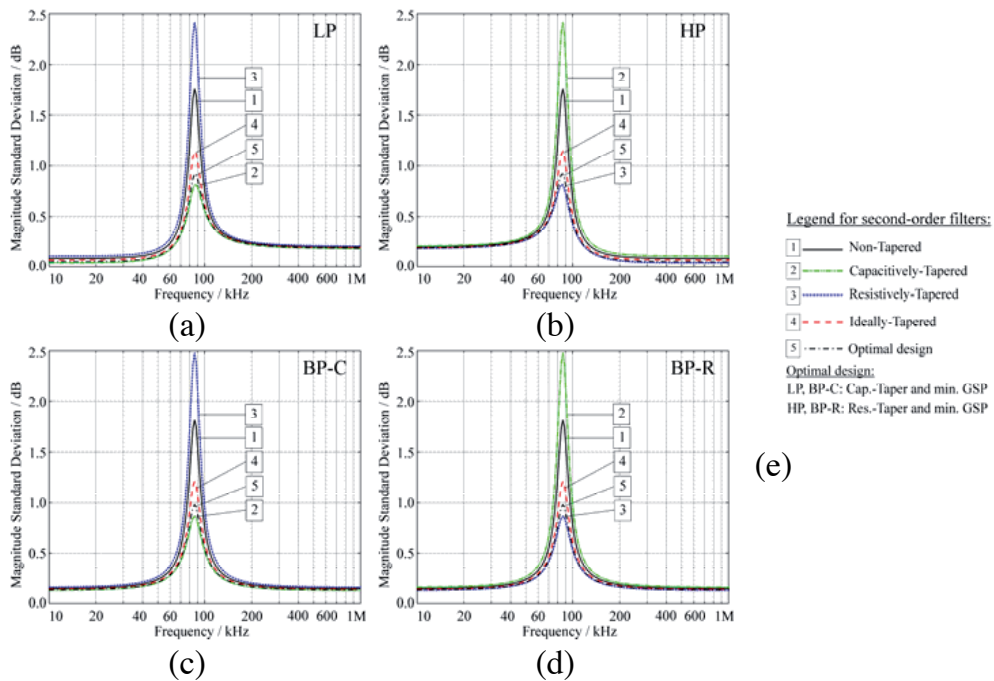 LP
Magnitude Standard Deviation / dB
2.5
2.0
1.5
1.0
0.5
0.0
3
1
4
5
2
10 20 40 60 100 200 400 600 1M
Frequency / kHz
(a)
HP
Magnitude Standard Deviation / dB
2.5
2.0
1.5
1.0
0.5
0.0
2
1
4
5
3
10 20 40 60 80 100 200 400 600 1M
Frequency / kHz
(b)
BP-C
Magnitude Standard Deviation / dB
2.5
2.0
1.5
1.0
0.5
0.0
3
1
4
5
2
10 20 40 60 100 200 400 600 1M
Frequency / kHz
(c)
BP-R
Magnitude Standard Deviation / dB
2.5
2.0
1.5
1.0
0.5
0.0
2
1
4
5
3
10 20 40 60 80 100 200 400 600 1M
Frequency / kHz
(d)
Legend for second-order filters:
1 Non-Tapered
2 Capacitively-Tapered
3 Resistively-Tapered
4 Ideally-Tapered
5 Optimal design
Optimal design:
LP, BP-C: Cap.-Taper and min. GSP
HP, BP-R: Res.-Taper and min. GSP
(e)